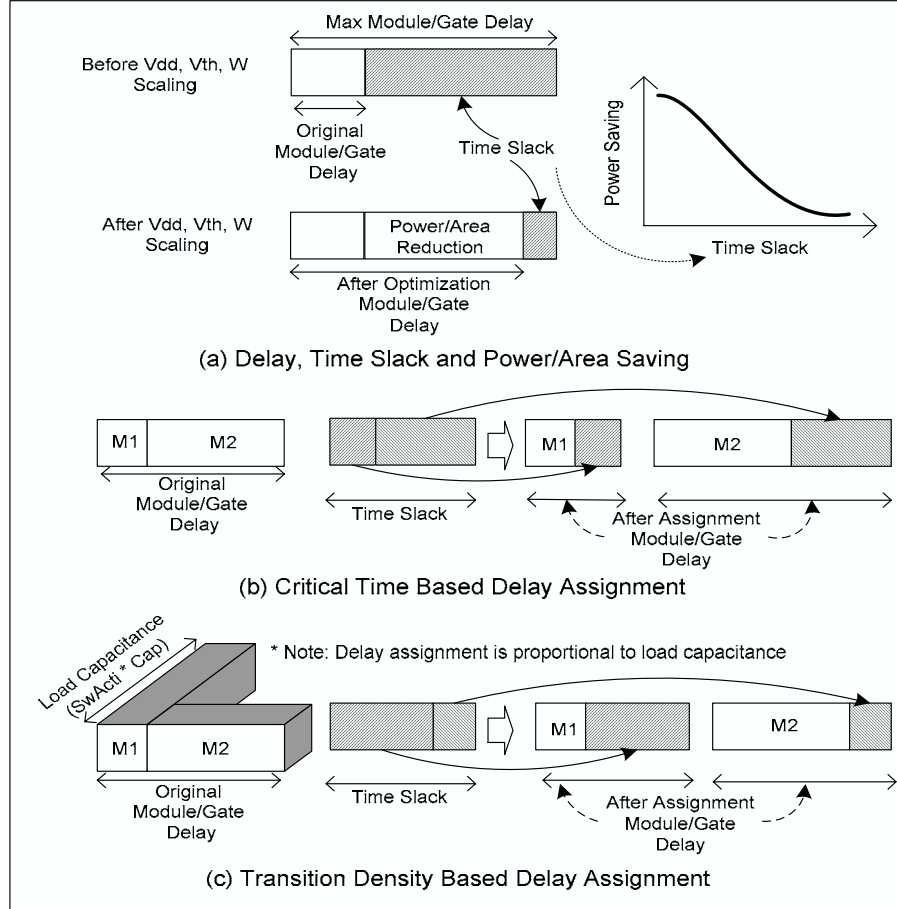 Max Module/Gate Delay
Before Vdd, Vth, W
Scaling
Original
Module/Gate
Delay
Time Slack
Power Saving
Time Slack
After Vdd, Vth, W
Scaling
Power/Area
Reduction
After Optimization
Module/Gate
Delay
(a) Delay, Time Slack and Power/Area Saving
M1
M2
M1
M2
Original
Module/Gate
Delay
Time Slack
After Assignment
Module/Gate
Delay
(b) Critical Time Based Delay Assignment
Load Capacitance
(SwActi * Cap)
* Note: Delay assignment is proportional to load capacitance
M1
M2
M1
M2
Original
Module/Gate
Delay
Time Slack
After Assignment
Module/Gate
Delay
(c) Transition Density Based Delay Assignment